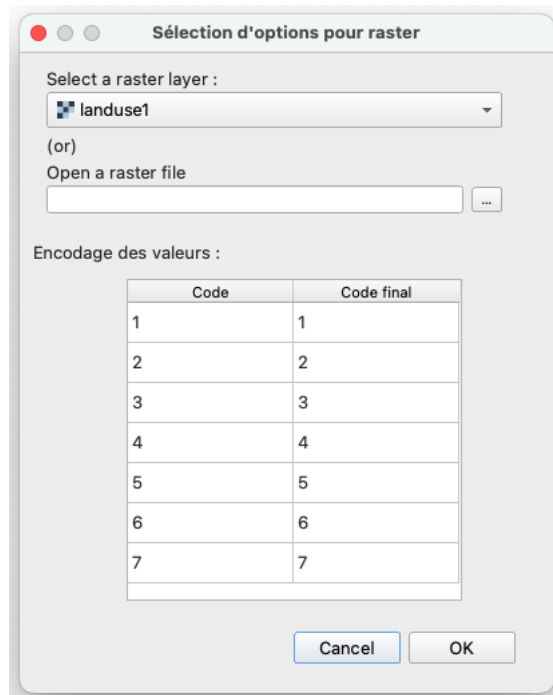 Sélection d'options pour raster
Select a raster layer :
landuse1
(or)
Open a raster file
...
Encodage des valeurs :
Code Code final
1 1
2 2
3 3
4 4
5 5
6 6
7 7
Cancel OK